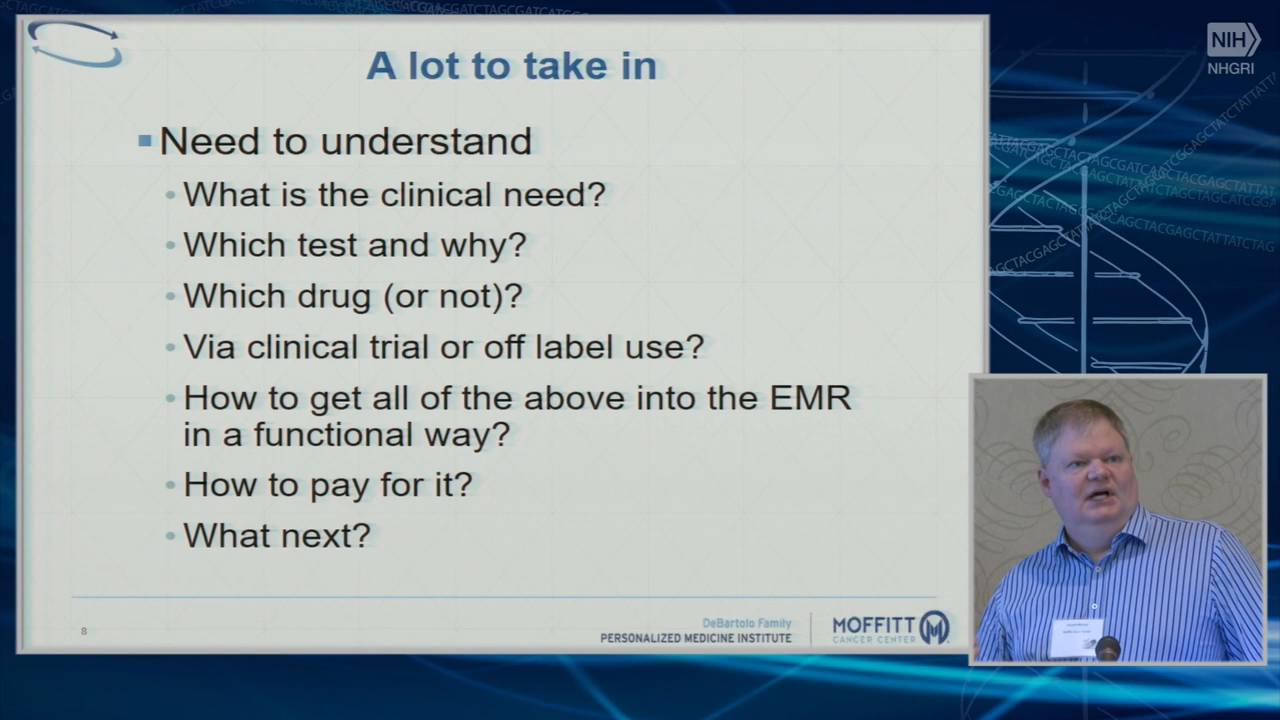 A lot to take in
Need to understand
What is the clinical need?
Which test and why?
Which drug (or not)?
Via clinical trial or off label use?
How to get all of the above into the EMR
in a functional way?
How to pay for it?
What next?
8
DeBartolo Family
PERSONALIZED MEDICINE INSTITUTE
MOFFITT
CANCER CENTER
NIH
NHGRI